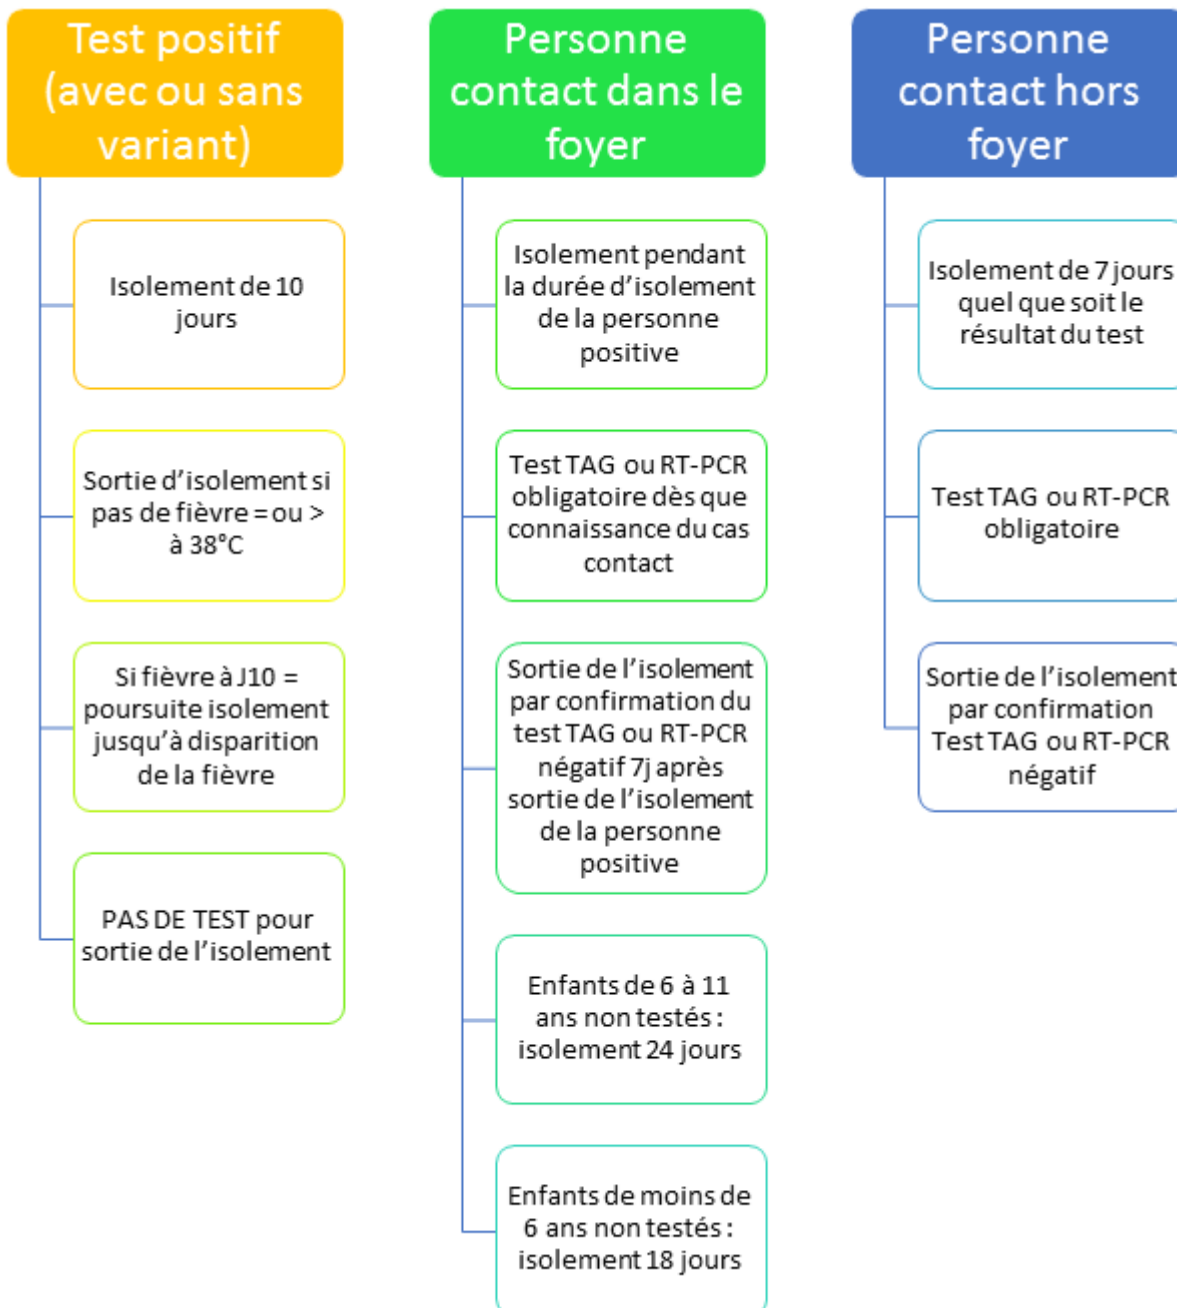 Test positif
(avec ou sans
variant)
Isolement de 10
jours
Sortie d’isolement si
pas de fièvre = ou >
à 38°C
Si fièvre à J10 =
poursuite isolement
jusqu’à disparition
de la fièvre
PAS DE TEST pour
sortie de l’isolement
Personne
contact dans le
foyer
Isolement pendant
la durée d’isolement
de la personne
positive
Test TAG ou RT-PCR
obligatoire dès que
connaissance du cas
contact
Sortie de l’isolement
par confirmation du
test TAG ou RT-PCR
négatif 7j après
sortie de l’isolement
de la personne
positive
Enfants de 6 à 11
ans non testés :
isolement 24 jours
Enfants de moins de
6 ans non testés :
isolement 18 jours
Personne
contact hors
foyer
Isolement de 7 jours
quel que soit le
résultat du test
Test TAG ou RT-PCR
obligatoire
Sortie de l’isolement
par confirmation
Test TAG ou RT-PCR
négatif